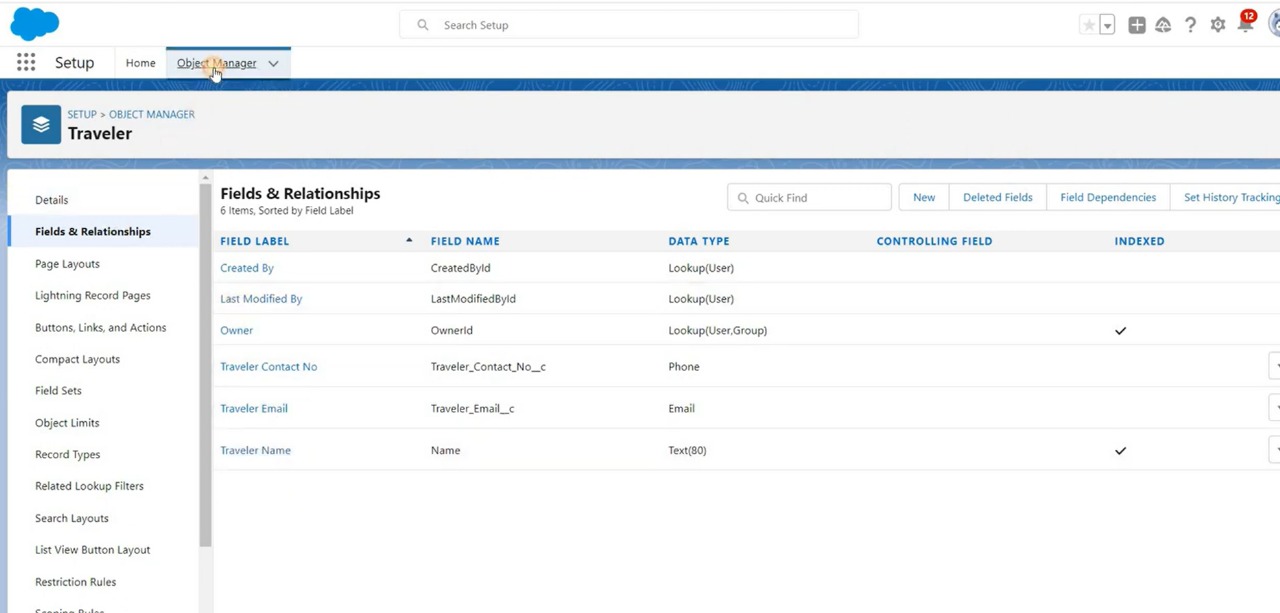 Search Setup
12
Setup Home Object Manager
SETUP > OBJECT MANAGER
Traveler
Details
Fields & Relationships
Page Layouts
Lightning Record Pages
Buttons, Links, and Actions
Compact Layouts
Field Sets
Object Limits
Record Types
Related Lookup Filters
Search Layouts
List View Button Layout
Restriction Rules
Scoping Rules
Fields & Relationships
6 Items, Sorted by Field Label
Quick Find New Deleted Fields Field Dependencies Set History Tracking
FIELD LABEL FIELD NAME DATA TYPE CONTROLLING FIELD INDEXED
Created By CreatedById Lookup(User)
Last Modified By LastModifiedById Lookup(User)
Owner OwnerId Lookup(User,Group)
Traveler Contact No Traveler_Contact_No__c Phone
Traveler Email Traveler_Email__c Email
Traveler Name Name Text(80)